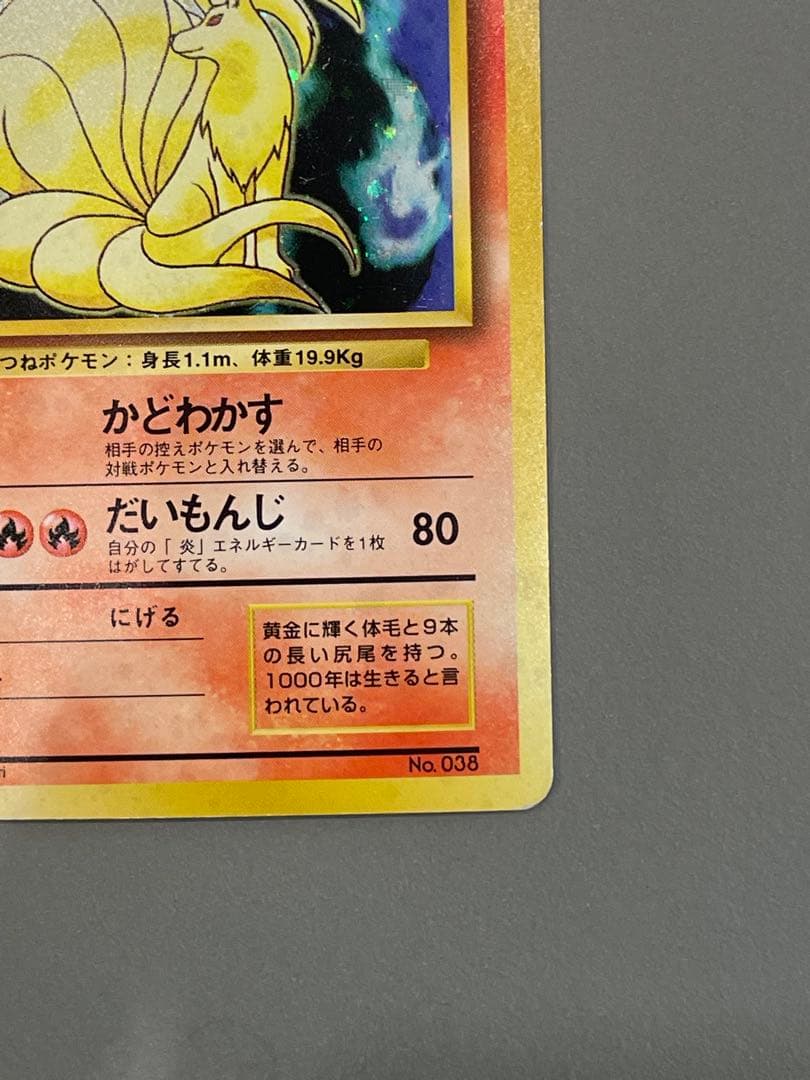 つねポケモン：身長1.1m、体重19.9Kg
かどわかす
相手の控えポケモンを選んで、相手の
対戦ポケモンと入れ替える。
だいもんじ 80
自分の「炎」エネルギーカードを1枚
はがしてすてる。
にげる
黄金に輝く体毛と9本
の長い尻尾を持つ。
1000年は生きると言
われている。
ri No. 038